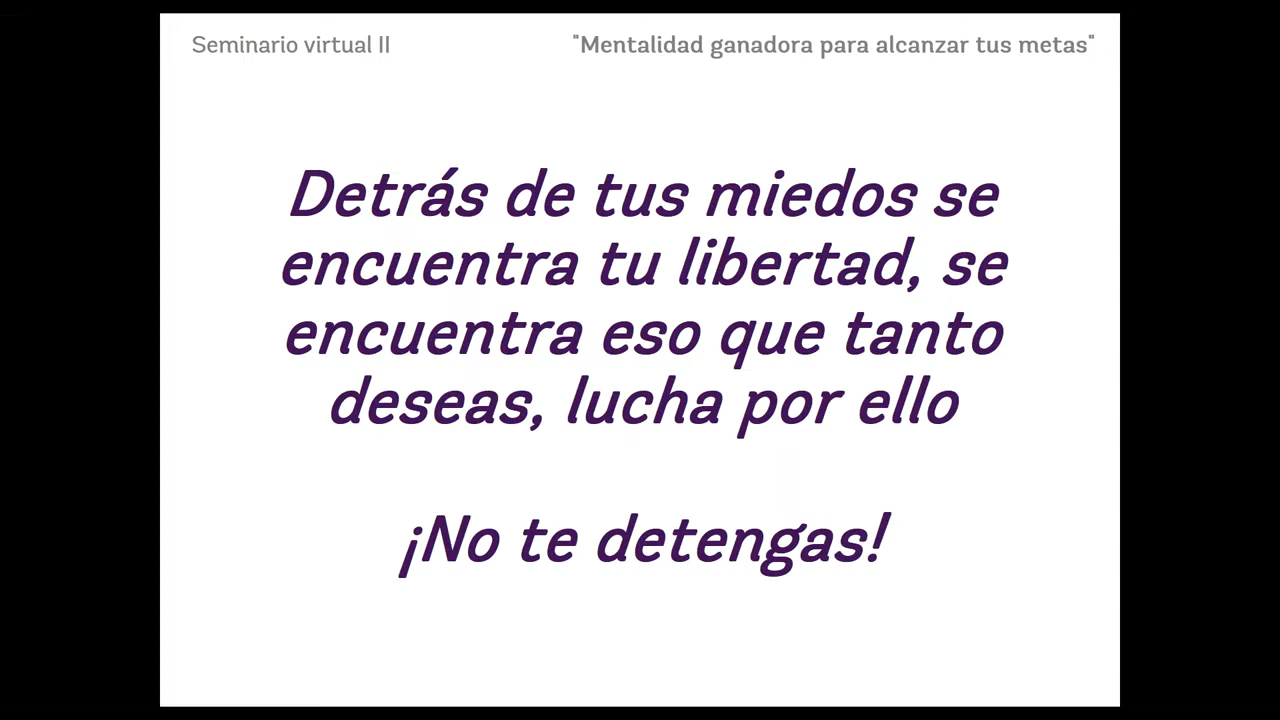 Seminario virtual II
"Mentalidad ganadora para alcanzar tus metas"
Detrás de tus miedos se
encuentra tu libertad, se
encuentra eso que tanto
deseas, lucha por ello
¡No te detengas!